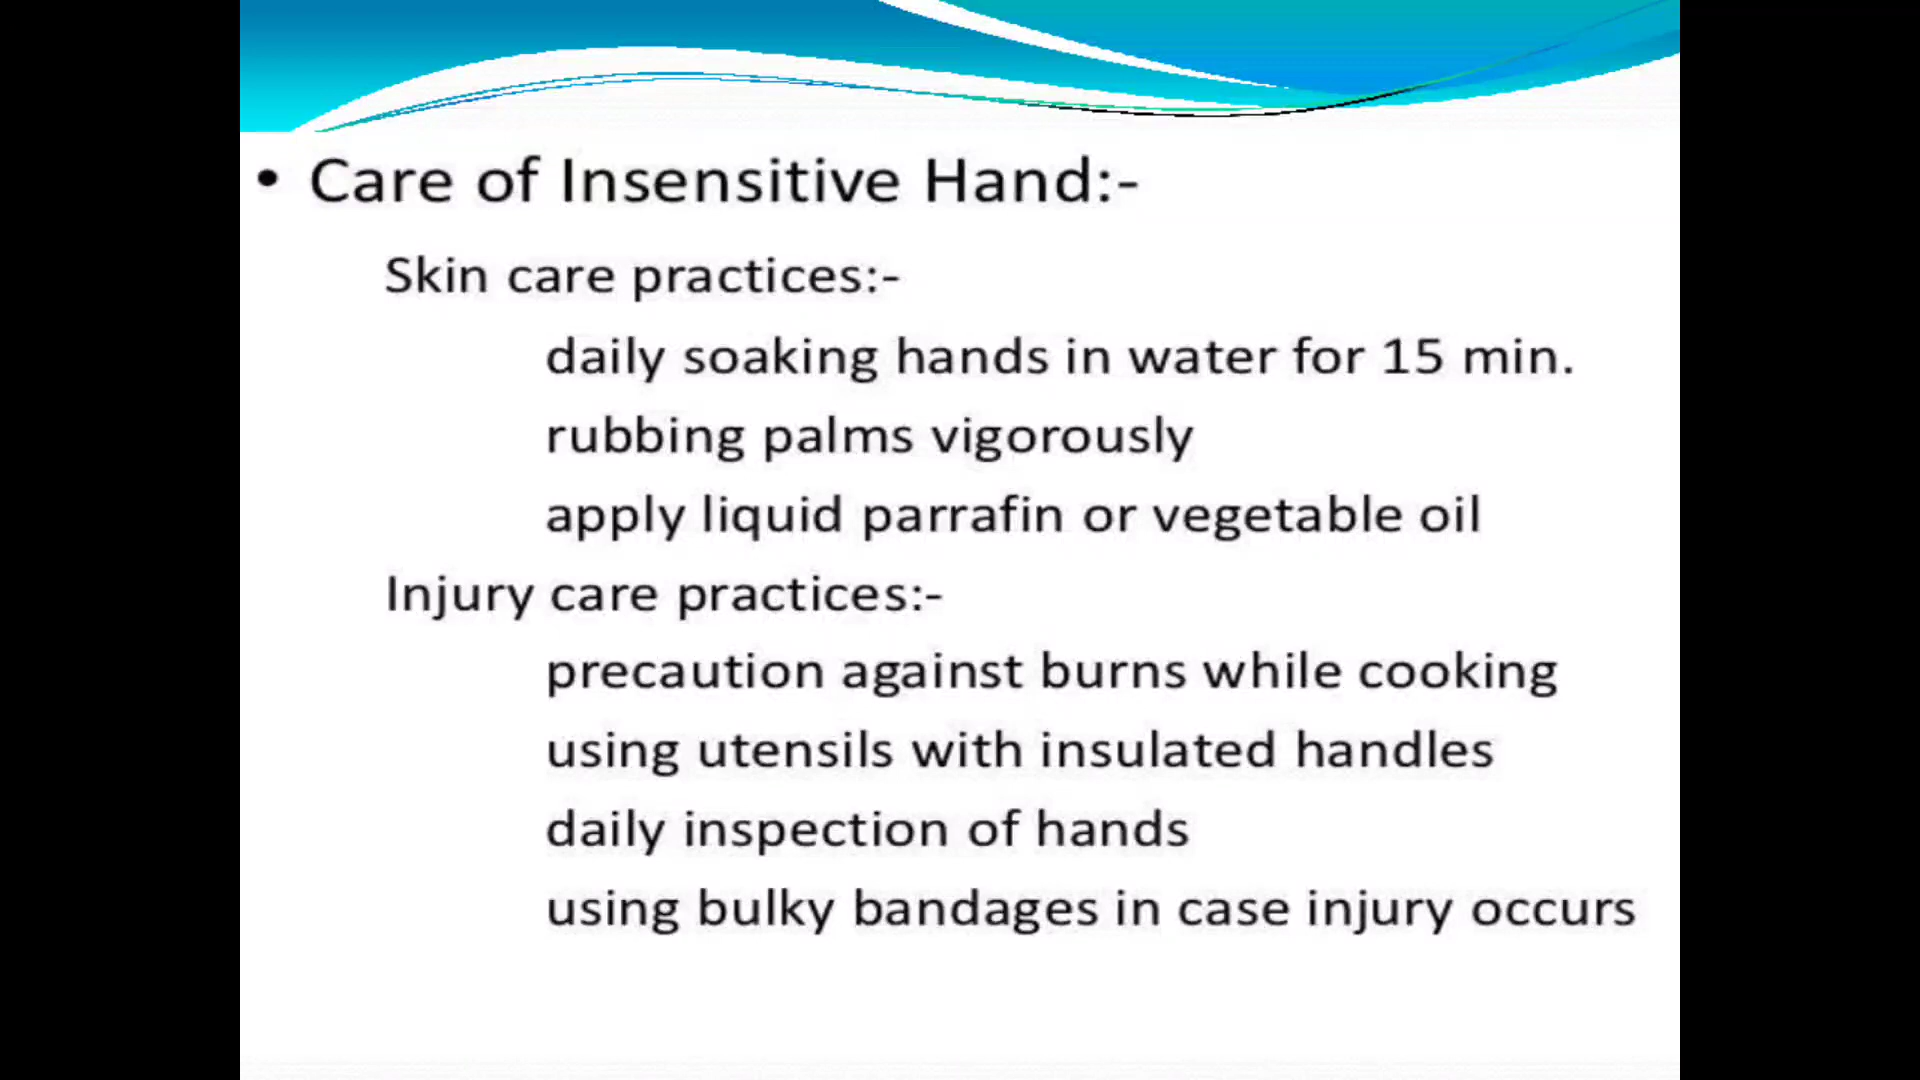 • Care of Insensitive Hand:-
Skin care practices:-
daily soaking hands in water for 15 min.
rubbing palms vigorously
apply liquid parrafin or vegetable oil
Injury care practices:-
precaution against burns while cooking
using utensils with insulated handles
daily inspection of hands
using bulky bandages in case injury occurs